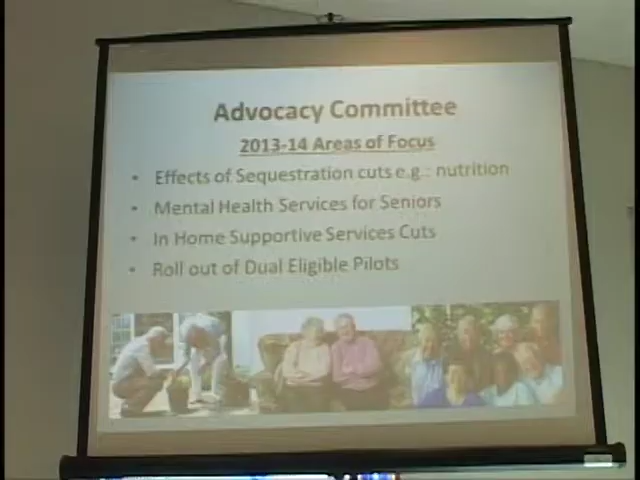 Advocacy Committee
2013-14 Areas of Focus
• Effects of Sequestration cuts e.g.: nutrition
• Mental Health Services for Seniors
• In Home Supportive Services Cuts
• Roll out of Dual Eligible Pilots